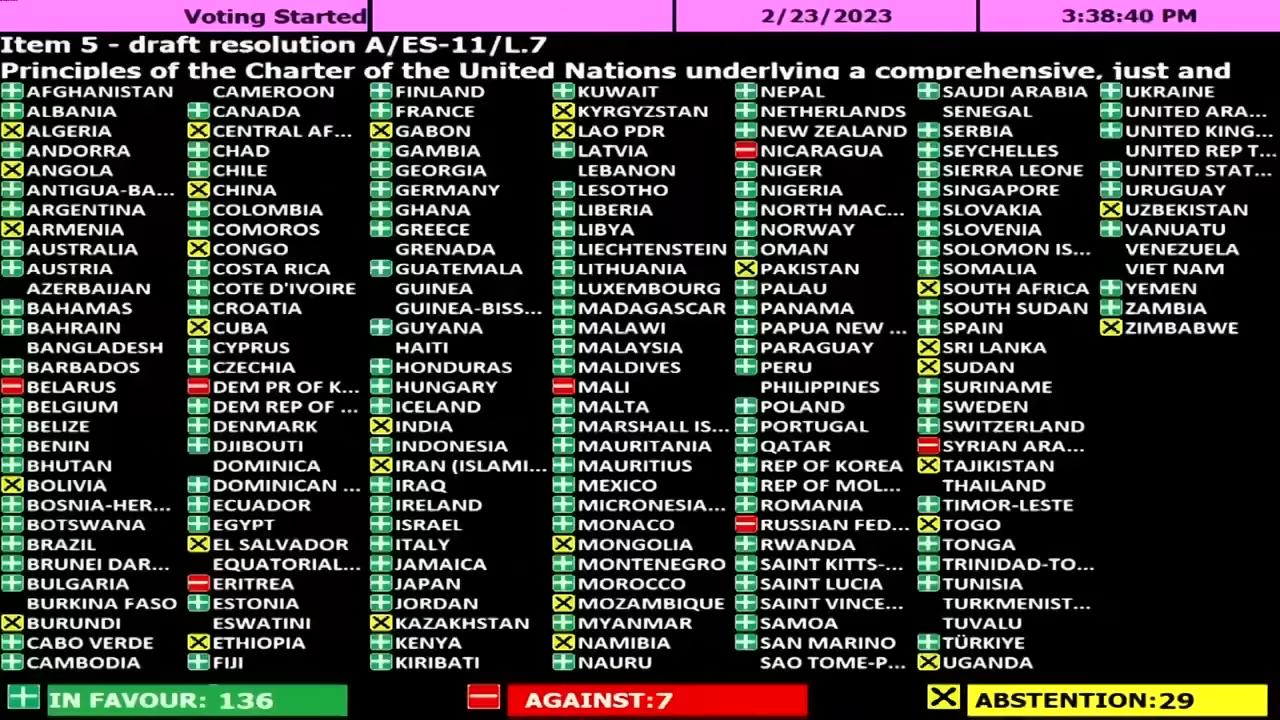 Voting Started 2/23/2023 3:38:40 PM
Item 5 - draft resolution A/ES-11/L.7
Principles of the Charter of the United Nations underlying a comprehensive, just and
AFGHANISTAN CAMEROON FINLAND KUWAIT NEPAL SAUDI ARABIA UKRAINE
ALBANIA CANADA FRANCE KYRGYZSTAN NETHERLANDS SENEGAL UNITED ARA...
ALGERIA CENTRAL AF... GABON LAO PDR NEW ZEALAND SERBIA UNITED KING...
ANDORRA CHAD GAMBIA LATVIA NICARAGUA SEYCHELLES UNITED REP T...
ANGOLA CHILE GEORGIA LEBANON NIGER SIERRA LEONE UNITED STAT...
ANTIGUA-BA... CHINA GERMANY LESOTHO NIGERIA SINGAPORE URUGUAY
ARGENTINA COLOMBIA GHANA LIBERIA NORTH MAC... SLOVAKIA UZBEKISTAN
ARMENIA COMOROS GREECE LIBYA NORWAY SLOVENIA VANUATU
AUSTRALIA CONGO GRENADA LIECHTENSTEIN OMAN SOLOMON IS... VENEZUELA
AUSTRIA COSTA RICA GUATEMALA LITHUANIA PAKISTAN SOMALIA VIET NAM
AZERBAIJAN COTE D'IVOIRE GUINEA LUXEMBOURG PALAU SOUTH AFRICA YEMEN
BAHAMAS CROATIA GUINEA-BISS... MADAGASCAR PANAMA SOUTH SUDAN ZAMBIA
BAHRAIN CUBA GUYANA MALAWI PAPUA NEW ... SPAIN ZIMBABWE
BANGLADESH CYPRUS HAITI MALAYSIA PARAGUAY SRI LANKA
BARBADOS CZECHIA HONDURAS MALDIVES PERU SUDAN
BELARUS DEM PR OF K... HUNGARY MALI PHILIPPINES SURINAME
BELGIUM DEM REP OF ... ICELAND MALTA POLAND SWEDEN
BELIZE DENMARK INDIA MARSHALL IS... PORTUGAL SWITZERLAND
BENIN DJIBOUTI INDONESIA MAURITANIA QATAR SYRIAN ARA...
BHUTAN DOMINICA IRAN (ISLAMI... MAURITIUS REP OF KOREA TAJIKISTAN
BOLIVIA DOMINICAN ... IRAQ MEXICO REP OF MOL... THAILAND
BOSNIA-HER... ECUADOR IRELAND MICRONESIA... ROMANIA TIMOR-LESTE
BOTSWANA EGYPT ISRAEL MONACO RUSSIAN FED... TOGO
BRAZIL EL SALVADOR ITALY MONGOLIA RWANDA TONGA
BRUNEI DAR... EQUATORIAL... JAMAICA MONTENEGRO SAINT KITTS-... TRINIDAD-TO...
BULGARIA ERITREA JAPAN MOROCCO SAINT LUCIA TUNISIA
BURKINA FASO ESTONIA JORDAN MOZAMBIQUE SAINT VINCE... TURKMENIST...
BURUNDI ESWATINI KAZAKHSTAN MYANMAR SAMOA TUVALU
CABO VERDE ETHIOPIA KENYA NAMIBIA SAN MARINO TÜRKIYE
CAMBODIA FIJI KIRIBATI NAURU SAO TOME-P... UGANDA
IN FAVOUR: 136 AGAINST:7 ABSTENTION:29